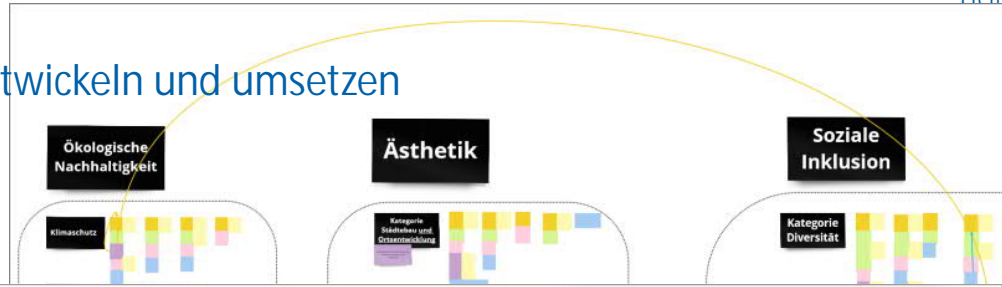 twickeln und umsetzen
Ökologische
Nachhaltigkeit
Ästhetik
Soziale
Inklusion
Klimaschutz
Kategorie
Städtebau und
Ortsentwicklung
Kategorie
Diversität